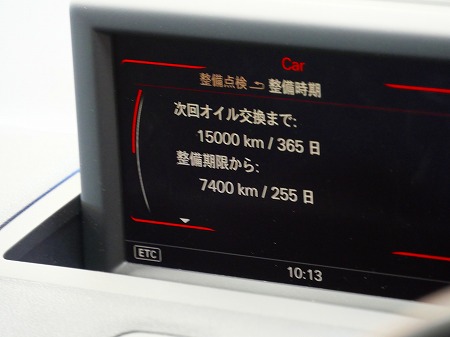 Car
整備点検 ⮌ 整備時期
次回オイル交換まで:
15000 km / 365 日
整備期限から:
7400 km / 255 日
ETC
10:13